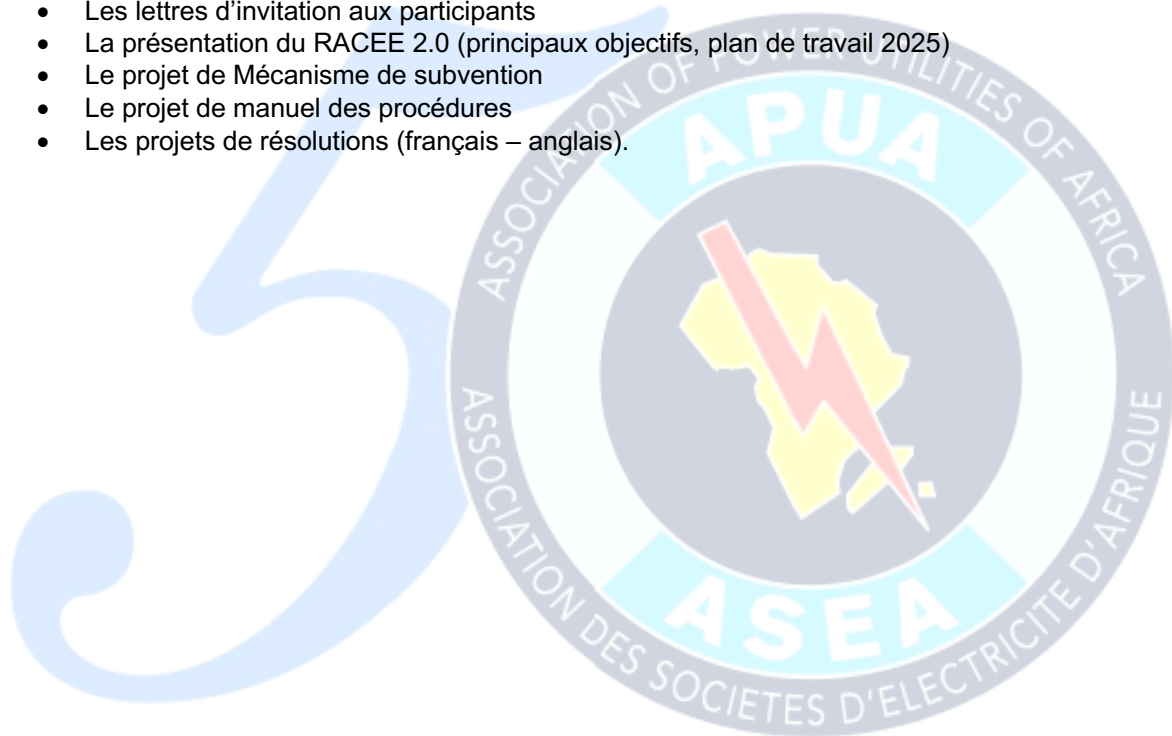 • Les lettres d’invitation aux participants
• La présentation du RACEE 2.0 (principaux objectifs, plan de travail 2025)
• Le projet de Mécanisme de subvention
• Le projet de manuel des procédures
• Les projets de résolutions (français – anglais).
50
ASSOCIATION OF POWER UTILITIES OF AFRICA
APUA
ASEA
ASSOCIATION DES SOCIETES D'ELECTRICITE D'AFRIQUE